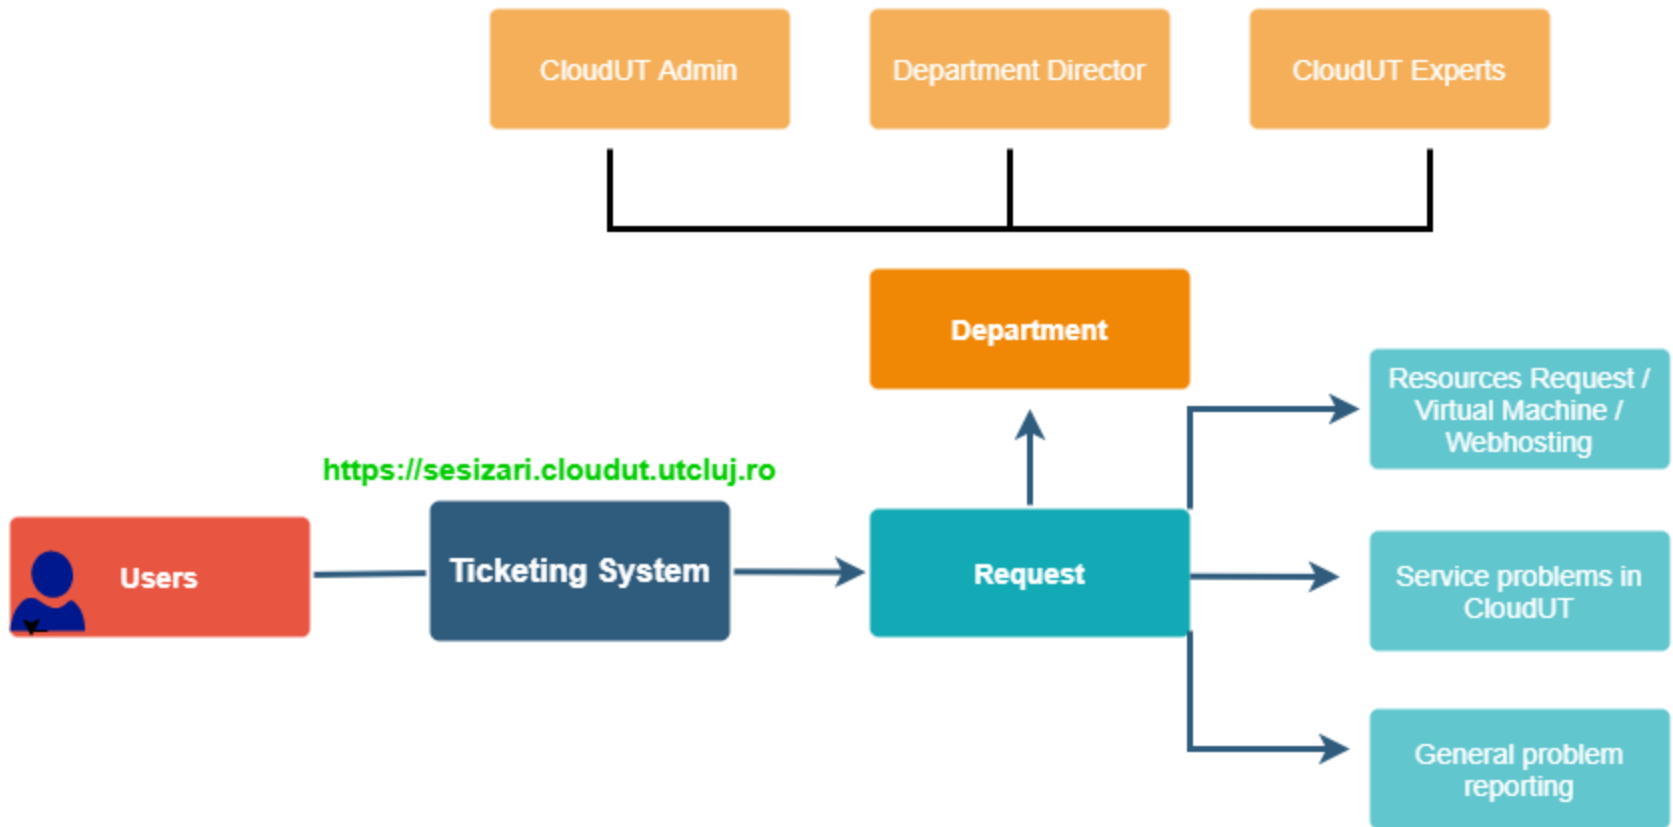 CloudUT Admin
Department Director
CloudUT Experts
Department
Resources Request /
Virtual Machine /
Webhosting
https://sesizari.cloudut.utcluj.ro
Users
Ticketing System
Request
Service problems in
CloudUT
General problem
reporting